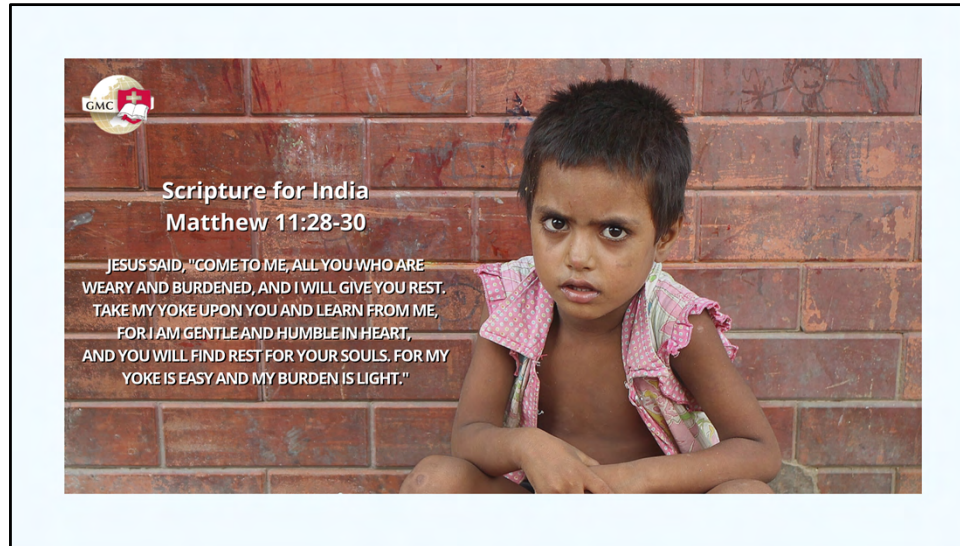 GMC
Scripture for India
Matthew 11:28-30
JESUS SAID, "COME TO ME, ALL YOU WHO ARE
WEARY AND BURDENED, AND I WILL GIVE YOU REST.
TAKE MY YOKE UPON YOU AND LEARN FROM ME,
FOR I AM GENTLE AND HUMBLE IN HEART,
AND YOU WILL FIND REST FOR YOUR SOULS. FOR MY
YOKE IS EASY AND MY BURDEN IS LIGHT."